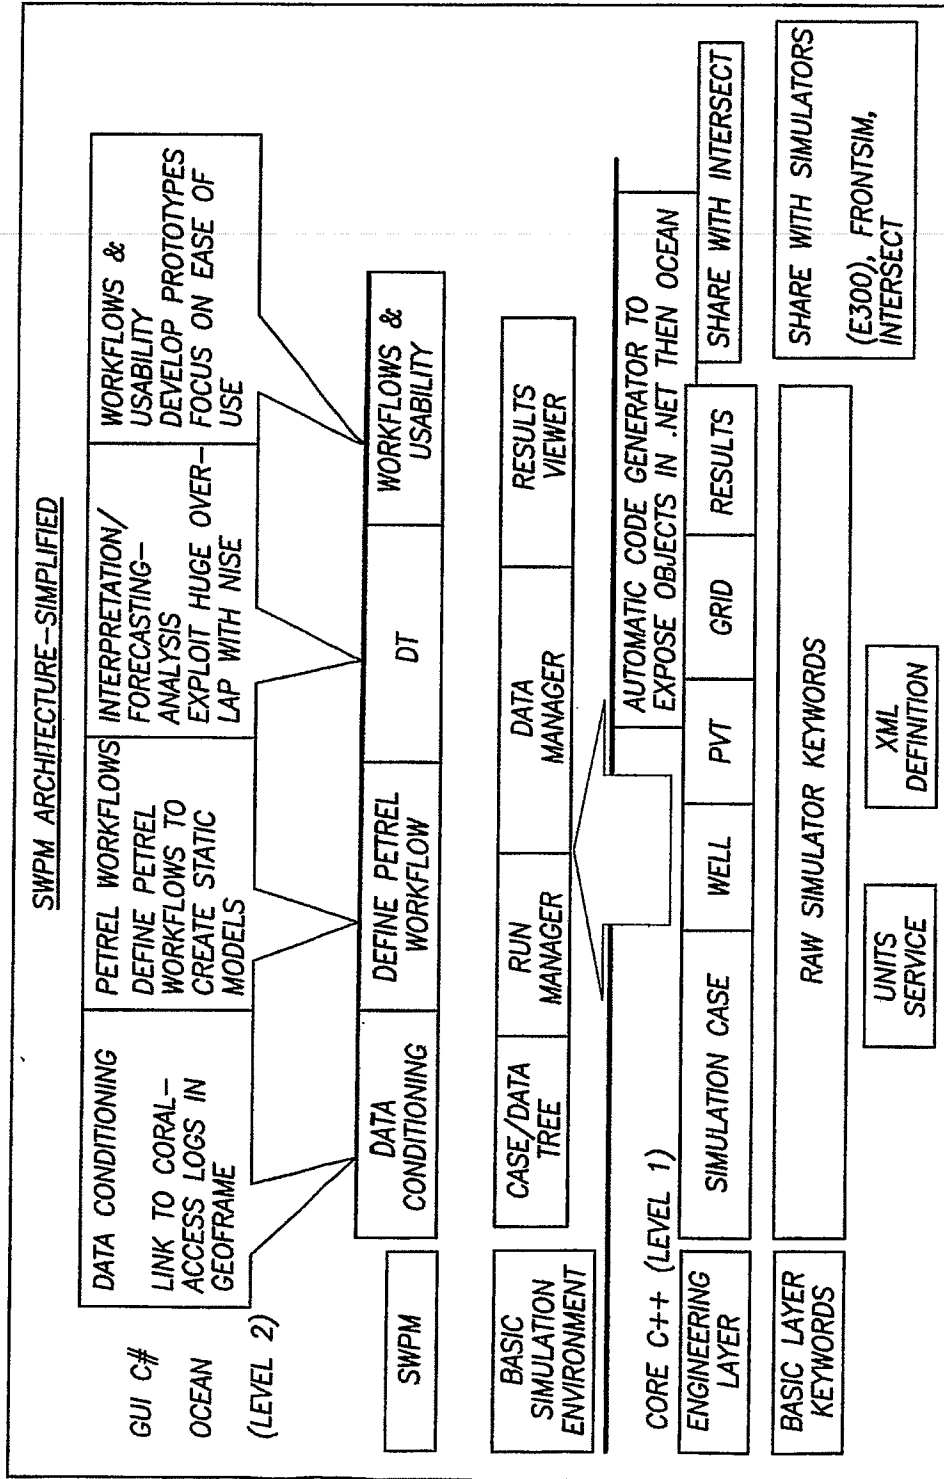 SWPM ARCHITECTURE-SIMPLIFIED
GUI C#
OCEAN
(LEVEL 2)
DATA CONDITIONING
LINK TO CORAL-
ACCESS LOGS IN
GEOFRAME
PETREL WORKFLOWS
DEFINE PETREL
WORKFLOWS TO
CREATE STATIC
MODELS
INTERPRETATION/
FORECASTING-
ANALYSIS
EXPLOIT HUGE OVER-
LAP WITH NISE
WORKFLOWS &
USABILITY
DEVELOP PROTOTYPES
FOCUS ON EASE OF
USE
SWPM
DATA
CONDITIONING
DEFINE PETREL
WORKFLOW
DT
WORKFLOWS &
USABILITY
BASIC
SIMULATION
ENVIRONMENT
CASE/DATA
TREE
RUN
MANAGER
DATA
MANAGER
RESULTS
VIEWER
CORE C++ (LEVEL 1)
AUTOMATIC CODE GENERATOR TO
EXPOSE OBJECTS IN .NET THEN OCEAN
ENGINEERING
LAYER
SIMULATION CASE
WELL
PVT
GRID
RESULTS
SHARE WITH INTERSECT
BASIC LAYER
KEYWORDS
RAW SIMULATOR KEYWORDS
SHARE WITH SIMULATORS
(E300), FRONTSIM,
INTERSECT
UNITS
SERVICE
XML
DEFINITION